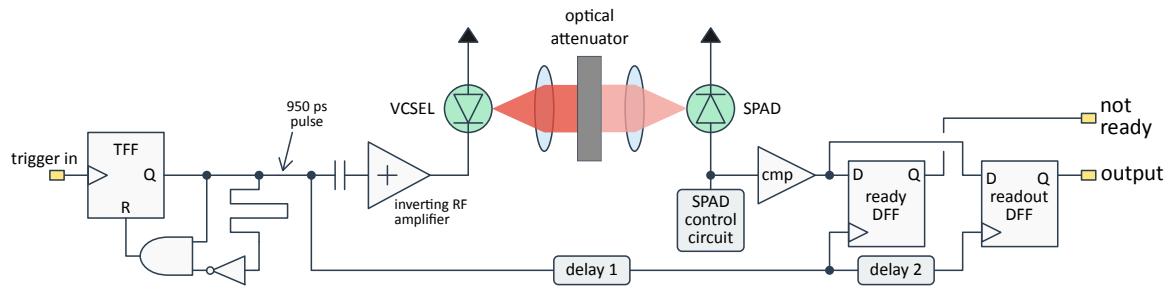 optical
attenuator
VCSEL
SPAD
950 ps
pulse
not
ready
trigger in
TFF
Q
R
+
inverting RF
amplifier
cmp
SPAD
control
circuit
D
Q
ready
DFF
D
Q
readout
DFF
output
delay 1
delay 2